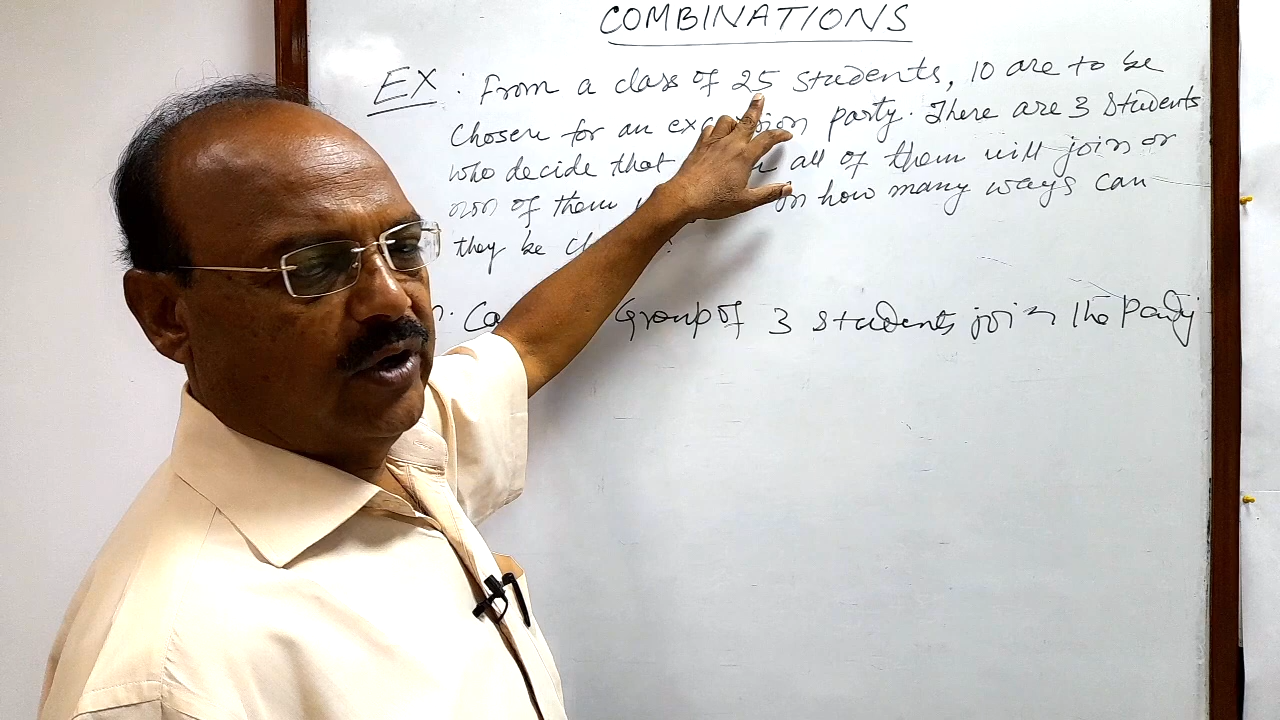 COMBINATIONS
EX: From a class of 25 students, 10 are to be
chosen for an party. There are 3 students
who decide that all of them will join or
non of them In how many ways can
they be ?
Group of 3 students join the Party